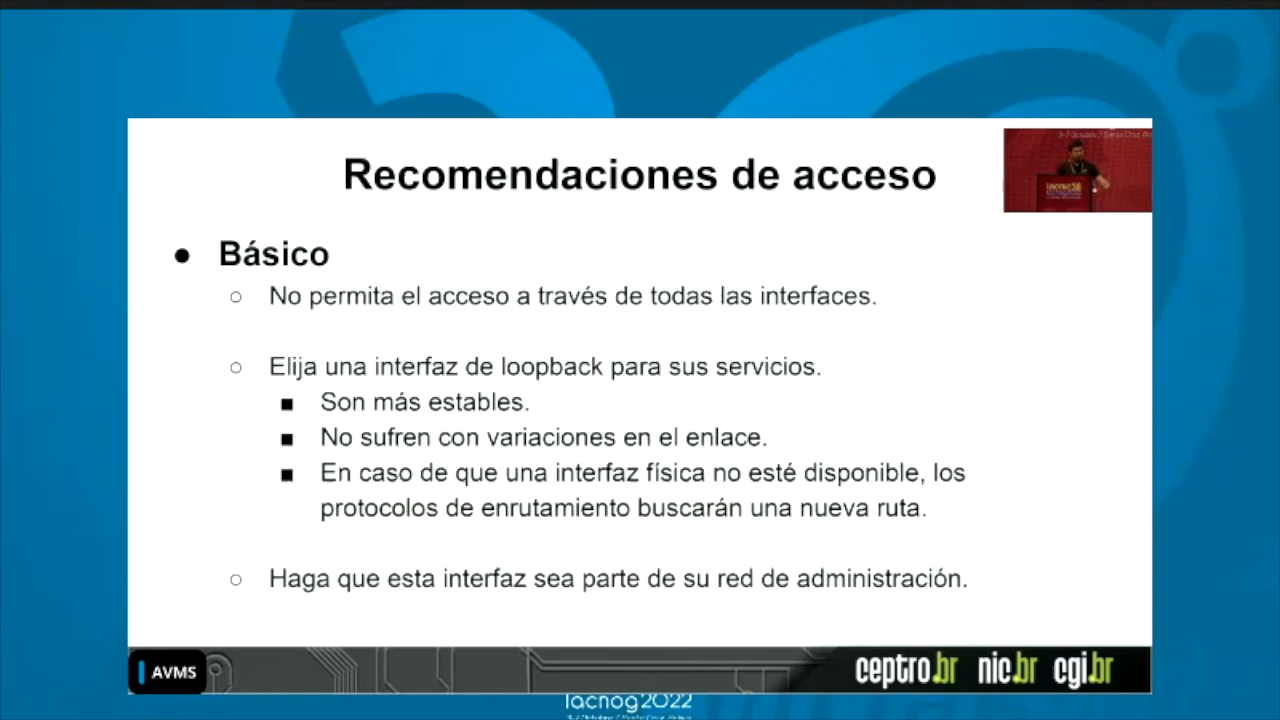 Recomendaciones de acceso
● Básico
○ No permita el acceso a través de todas las interfaces.
○ Elija una interfaz de loopback para sus servicios.
■ Son más estables.
■ No sufren con variaciones en el enlace.
■ En caso de que una interfaz física no esté disponible, los
protocolos de enrutamiento buscarán una nueva ruta.
○ Haga que esta interfaz sea parte de su red de administración.
AVMS
ceptro.br nic.br cgi.br
lacnog2022